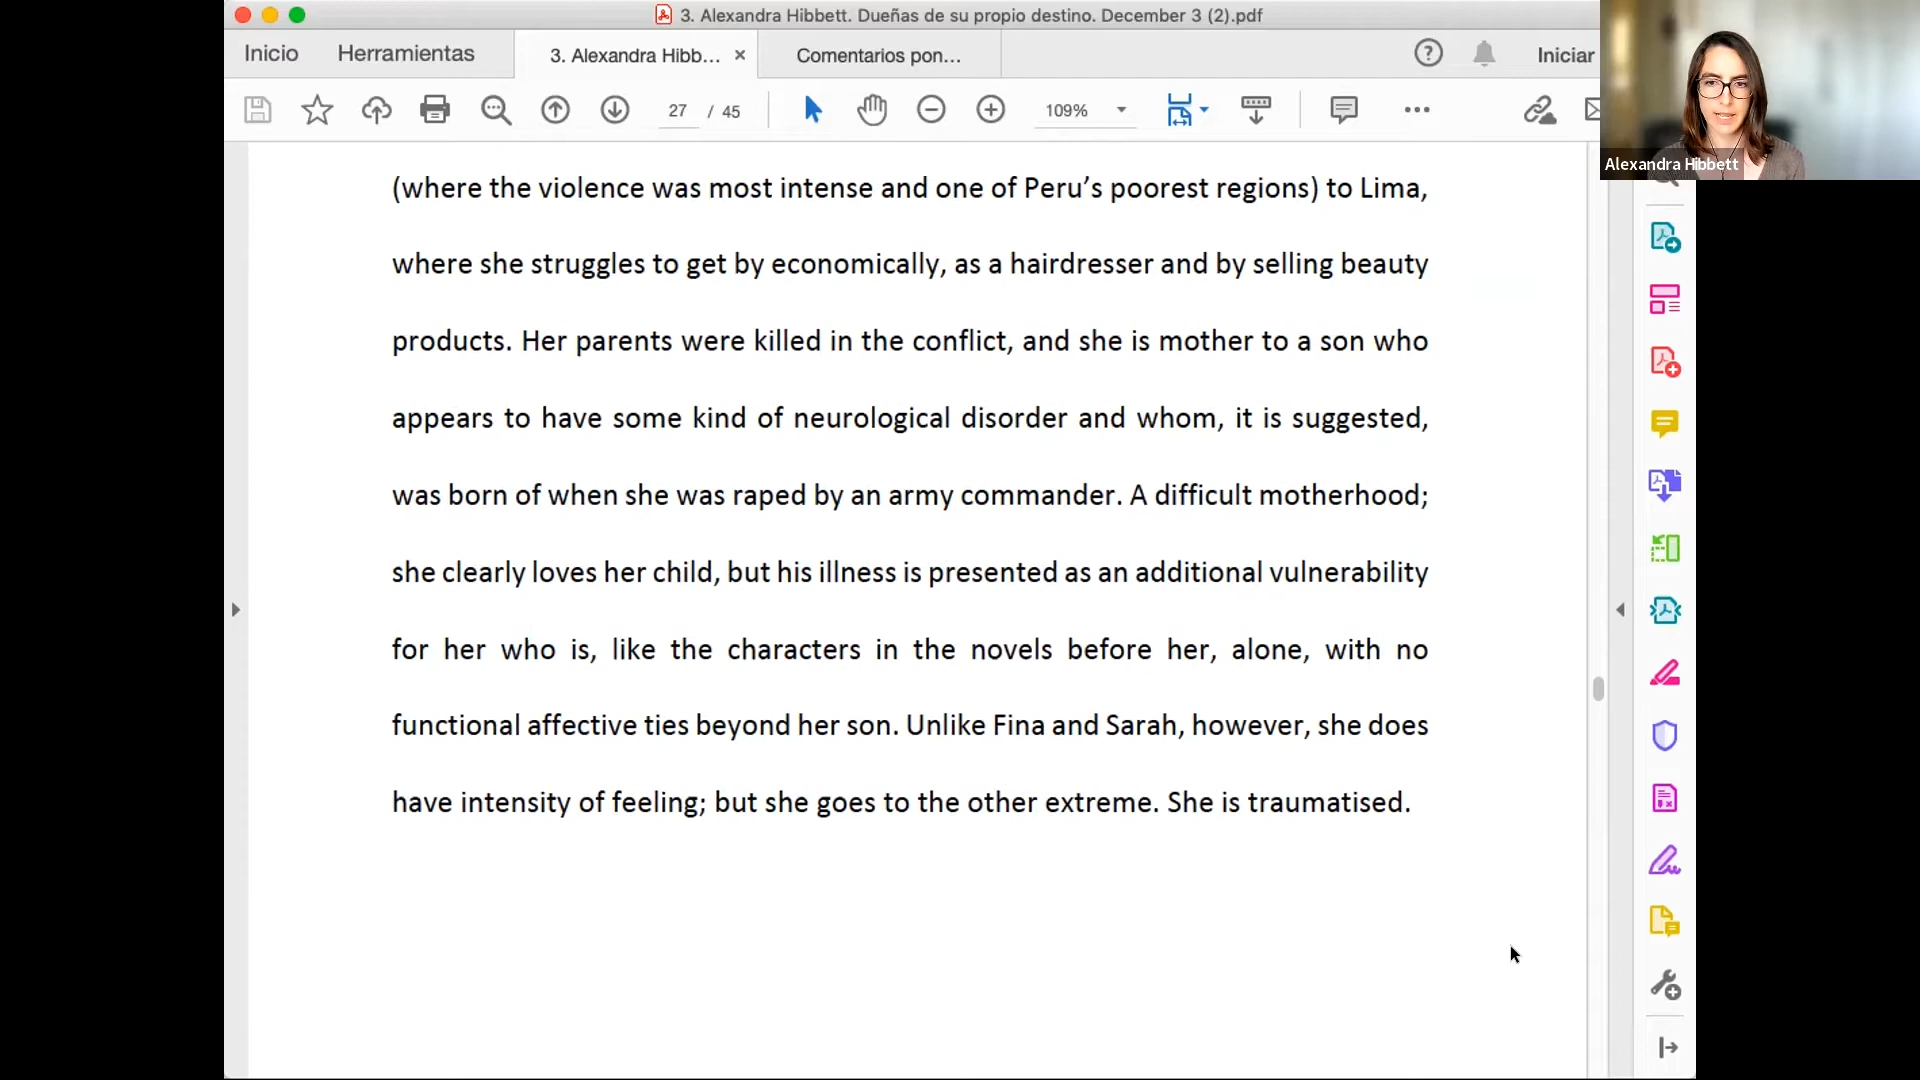 3. Alexandra Hibbett. Dueñas de su propio destino. December 3 (2).pdf
Inicio
Herramientas
3. Alexandra Hibb...
Comentarios pon...
Iniciar
27 / 45
109%
Alexandra Hibbett
(where the violence was most intense and one of Peru’s poorest regions) to Lima,
where she struggles to get by economically, as a hairdresser and by selling beauty
products. Her parents were killed in the conflict, and she is mother to a son who
appears to have some kind of neurological disorder and whom, it is suggested,
was born of when she was raped by an army commander. A difficult motherhood;
she clearly loves her child, but his illness is presented as an additional vulnerability
for her who is, like the characters in the novels before her, alone, with no
functional affective ties beyond her son. Unlike Fina and Sarah, however, she does
have intensity of feeling; but she goes to the other extreme. She is traumatised.